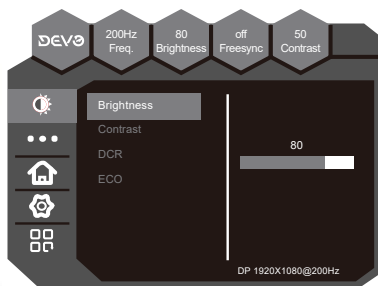 DEVO
200Hz
Freq.
80
Brightness
off
Freesync
50
Contrast
Brightness
Contrast
DCR
ECO
80
DP 1920X1080@200Hz